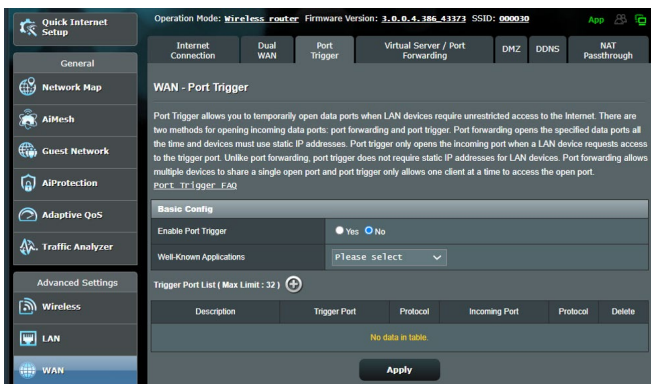 Quick Internet
Setup
Operation Mode: Wireless router Firmware Version: 3.0.0.4.386_43373 SSID: 000030
App
General
Network Map
AiMesh
Guest Network
AiProtection
Adaptive QoS
Traffic Analyzer
Advanced Settings
Wireless
LAN
WAN
Internet
Connection
Dual
WAN
Port
Trigger
Virtual Server / Port
Forwarding
DMZ
DDNS
NAT
Passthrough
WAN - Port Trigger
Port Trigger allows you to temporarily open data ports when LAN devices require unrestricted access to the Internet. There are
two methods for opening incoming data ports: port forwarding and port trigger. Port forwarding opens the specified data ports all
the time and devices must use static IP addresses. Port trigger only opens the incoming port when a LAN device requests access
to the trigger port. Unlike port forwarding, port trigger does not require static IP addresses for LAN devices. Port forwarding allows
multiple devices to share a single open port and port trigger only allows one client at a time to access the open port.
Port Trigger FAQ
Basic Config
Enable Port Trigger
Yes No
Well-Known Applications
Please select
Trigger Port List ( Max Limit : 32 )
Description Trigger Port Protocol Incoming Port Protocol Delete
No data in table.
Apply